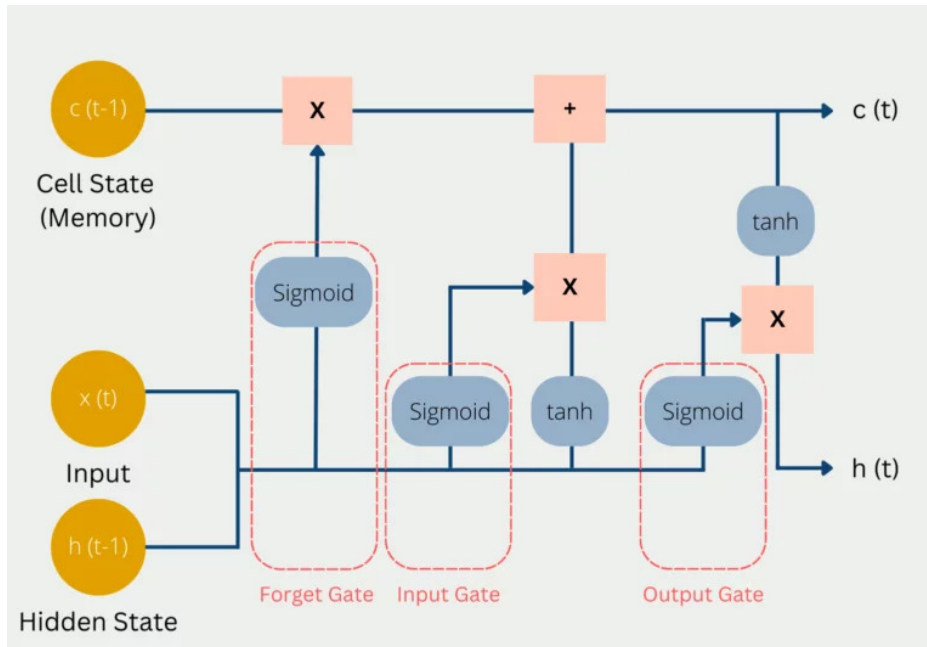 c (t-1)
X
+
c (t)
Cell State
(Memory)
tanh
Sigmoid
X
X
x (t)
Sigmoid
tanh
Sigmoid
Input
h (t)
h (t-1)
Forget Gate
Input Gate
Output Gate
Hidden State